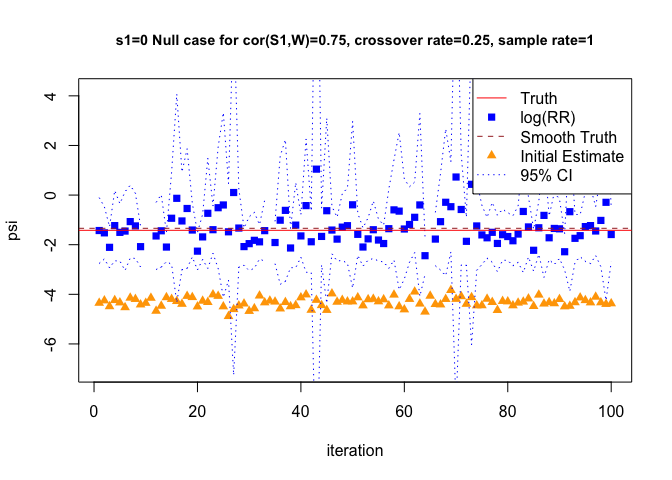 s1=0 Null case for cor(S1,W)=0.75, crossover rate=0.25, sample rate=1
Truth
log(RR)
Smooth Truth
Initial Estimate
95% CI
psi
4
2
0
-2
-4
-6
0 20 40 60 80 100
iteration